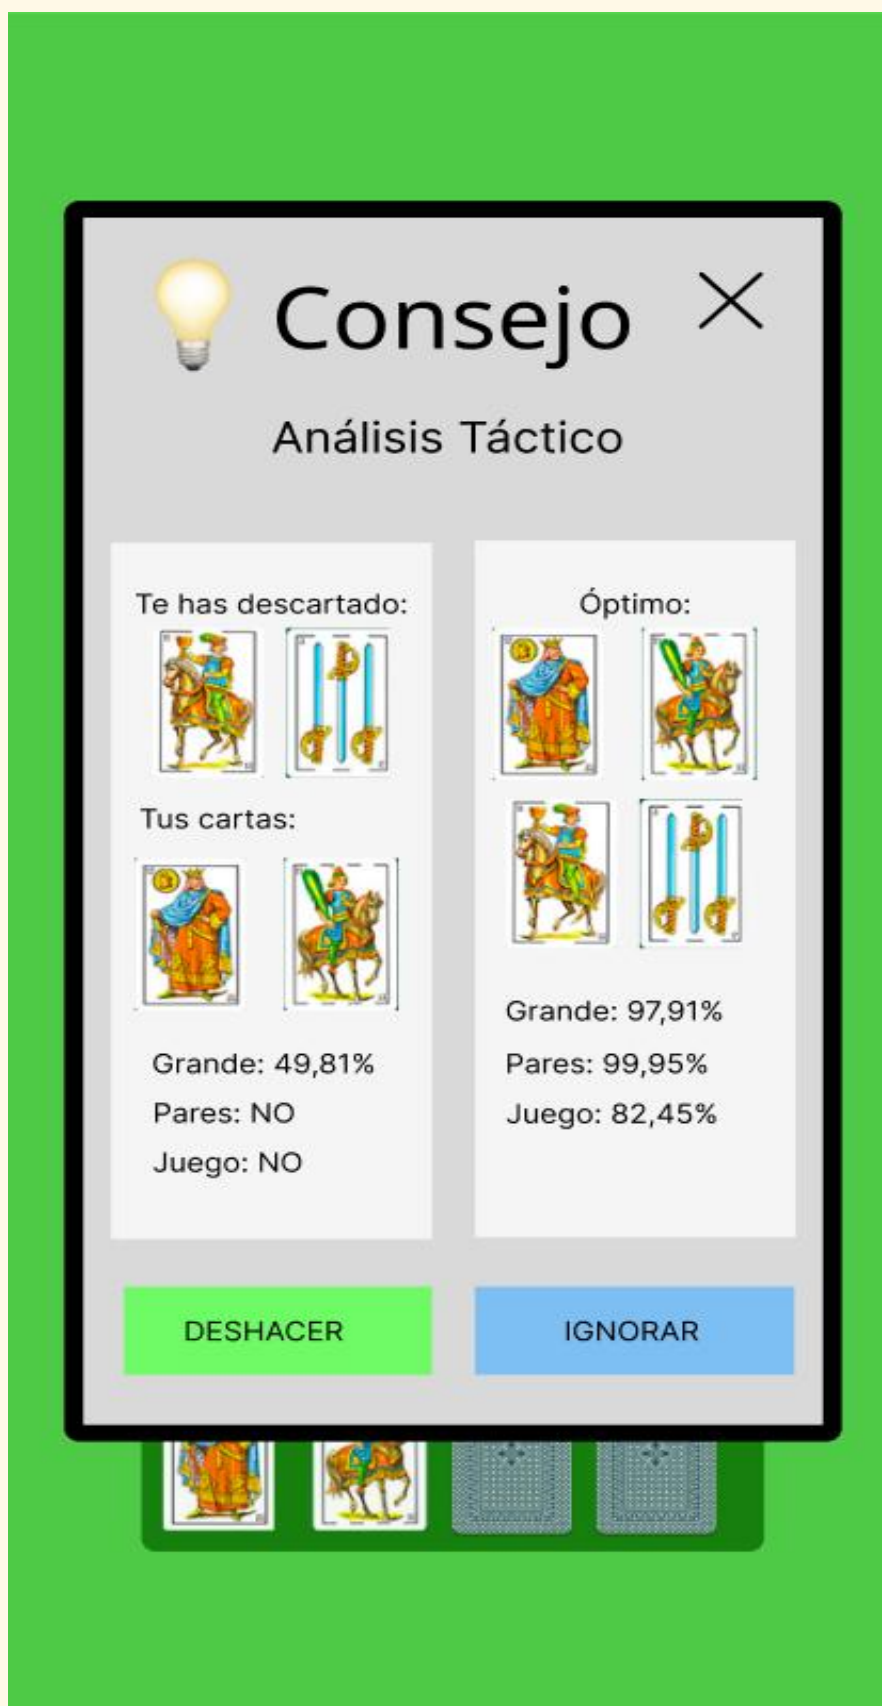 Consejo
Análisis Táctico
Te has descartado:
Tus cartas:
Grande: 49,81%
Pares: NO
Juego: NO
Óptimo:
Grande: 97,91%
Pares: 99,95%
Juego: 82,45%
DESHACER
IGNORAR